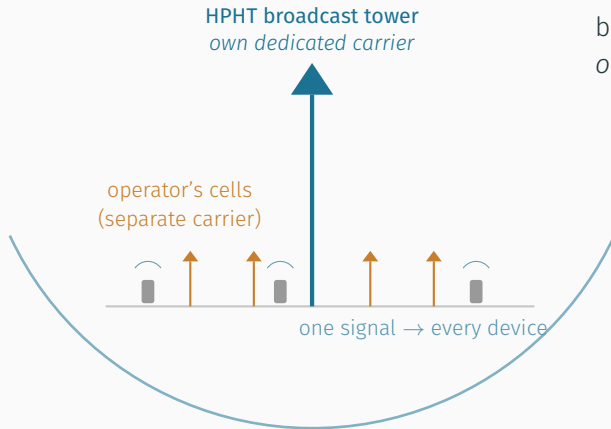 HPHT broadcast tower
own dedicated carrier
operator's cells
(separate carrier)
one signal → every device